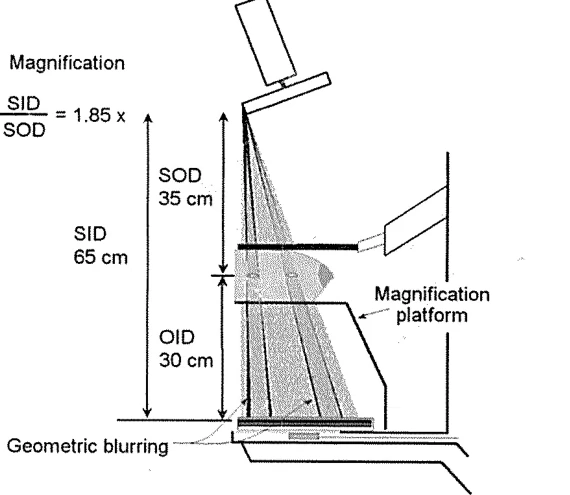 Magnification
SID
SOD
= 1.85 x
SOD
35 cm
SID
65 cm
Magnification
platform
OID
30 cm
Geometric blurring